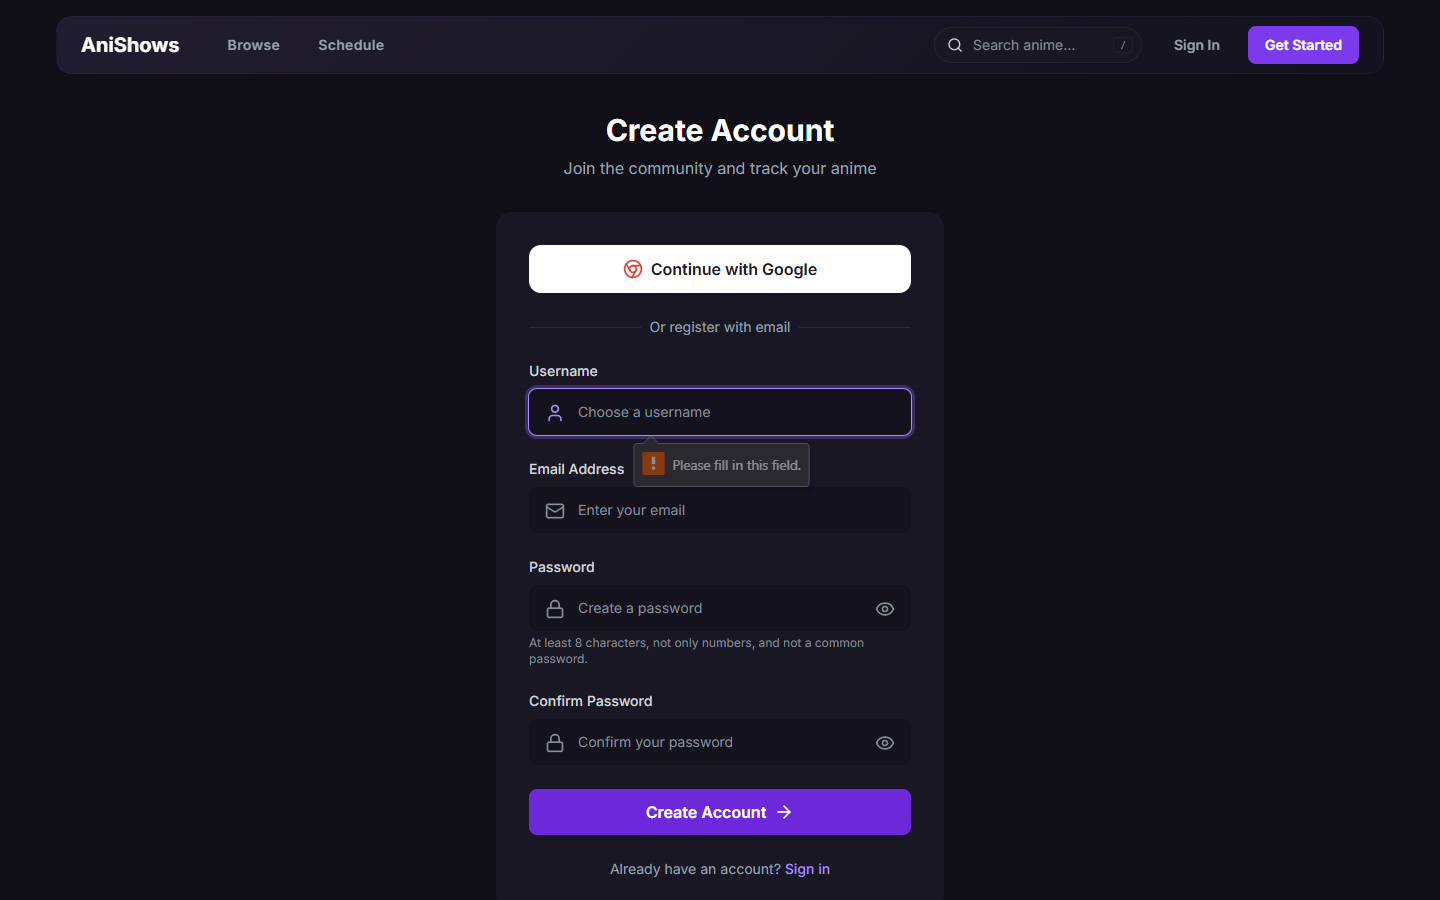 AniShows
Browse
Schedule
Search anime...
/
Sign In
Get Started
Create Account
Join the community and track your anime
Continue with Google
Or register with email
Username
Choose a username
Please fill in this field.
Email Address
Enter your email
Password
Create a password
At least 8 characters, not only numbers, and not a common
password.
Confirm Password
Confirm your password
Create Account
Already have an account? Sign in